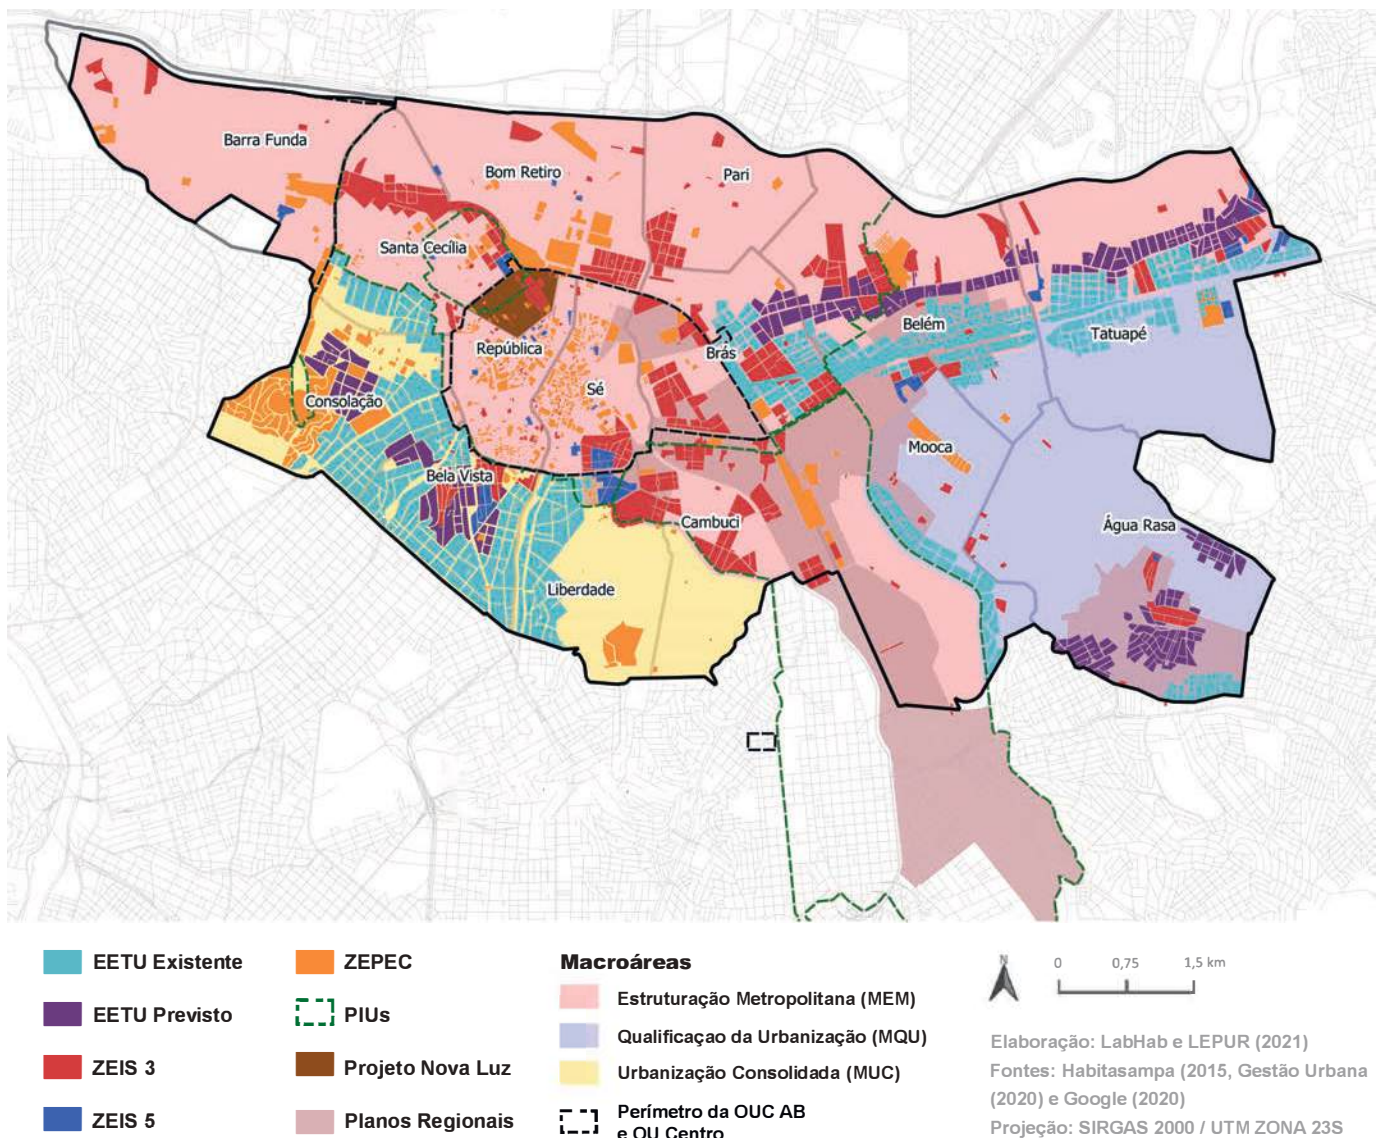 Barra Funda
Bom Retiro
Pari
Santa Cecília
República
Brás
Belém
Tatuapé
Sé
Consolação
Mooca
Bela Vista
Cambuci
Água Rasa
Liberdade
EETU Existente
EETU Previsto
ZEIS 3
ZEIS 5
ZEPEC
PIUs
Projeto Nova Luz
Planos Regionais
Macroáreas
Estruturação Metropolitana (MEM)
Qualificaçao da Urbanização (MQU)
Urbanização Consolidada (MUC)
Perímetro da OUC AB
e OU Centro
N
0 0,75 1,5 km
Elaboração: LabHab e LEPUR (2021)
Fontes: Habitasampa (2015, Gestão Urbana
(2020) e Google (2020)
Projeção: SIRGAS 2000 / UTM ZONA 23S